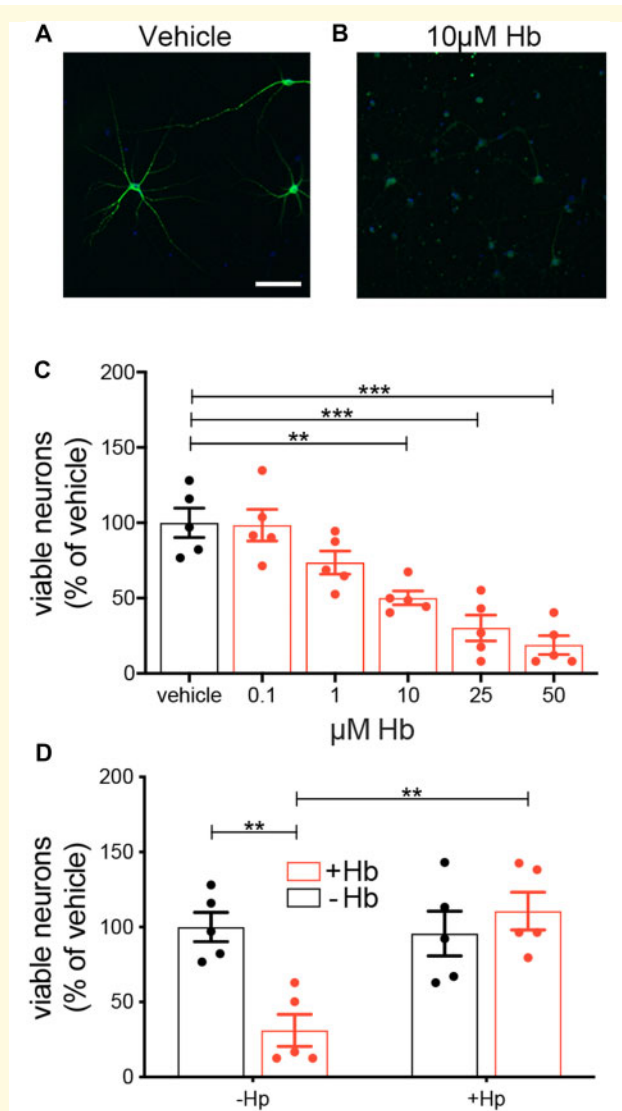 A Vehicle
B 10µM Hb
C
200
150
100
50
0
viable neurons
(% of vehicle)
***
***
**
vehicle 0.1 1 10 25 50
µM Hb
D
200
150
100
50
0
viable neurons
(% of vehicle)
**
**
+Hb
-Hb
-Hp +Hp